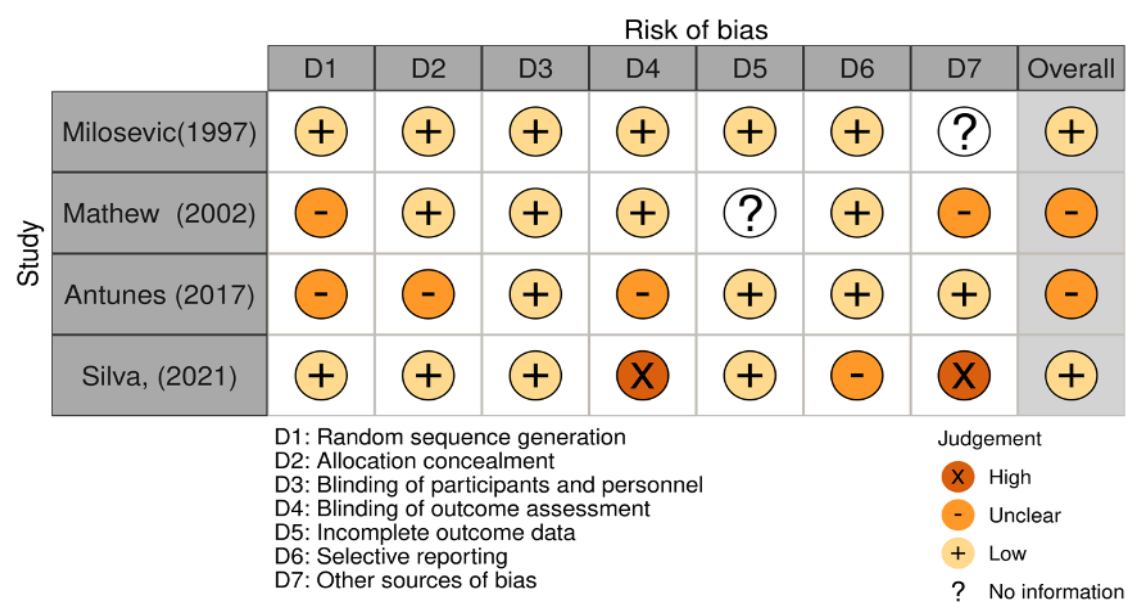 Risk of bias
D1 D2 D3 D4 D5 D6 D7 Overall
Study
Milosevic(1997) + + + + + + ? +
Mathew (2002) - + + + ? + - -
Antunes (2017) - - + - + + + -
Silva, (2021) + + + X + - X +
D1: Random sequence generation
D2: Allocation concealment
D3: Blinding of participants and personnel
D4: Blinding of outcome assessment
D5: Incomplete outcome data
D6: Selective reporting
D7: Other sources of bias
Judgement
X High
- Unclear
+ Low
? No information